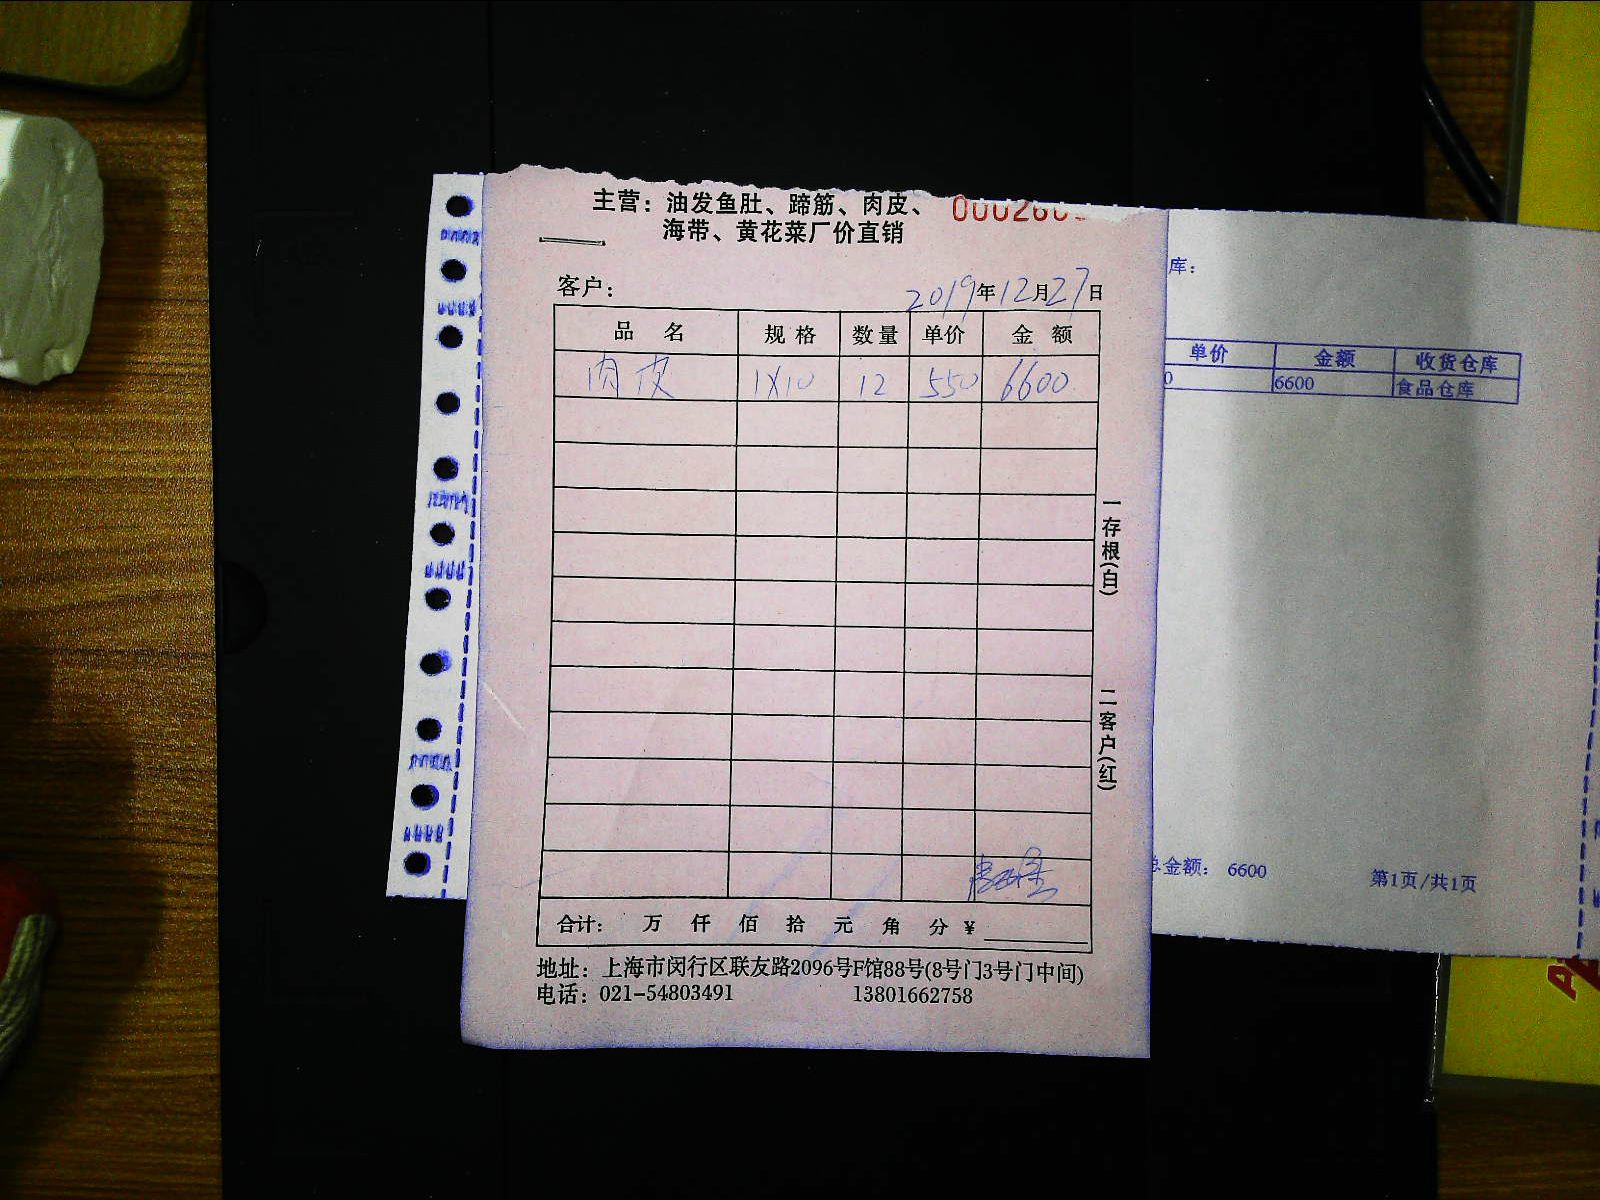 主营：油发鱼肚、蹄筋、肉皮、
海带、黄花菜厂价直销
客户：
2019年12月27日
品名 规格 数量 单价 金额
肉皮 1X10 12 550 6600
一存根(白)
二客户(红)
合计： 万 仟 佰 拾 元 角 分 ¥
地址：上海市闵行区联友路2096号F馆88号(8号门3号门中间)
电话：021-54803491 13801662758
库：
单价 金额 收货仓库
0 6600 食品仓库
总金额： 6600
第1页/共1页